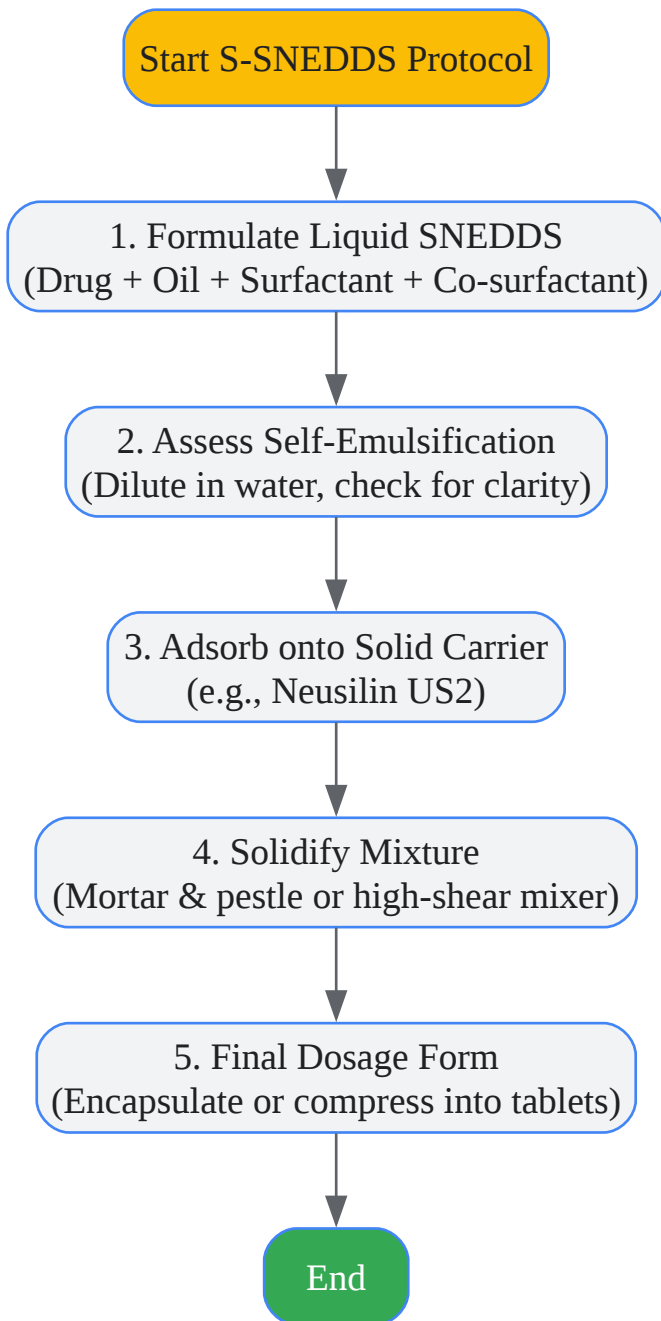 Start S-SNEDDS Protocol
1. Formulate Liquid SNEDDS
(Drug + Oil + Surfactant + Co-surfactant)
2. Assess Self-Emulsification
(Dilute in water, check for clarity)
3. Adsorb onto Solid Carrier
(e.g., Neusilin US2)
4. Solidify Mixture
(Mortar & pestle or high-shear mixer)
5. Final Dosage Form
(Encapsulate or compress into tablets)
End